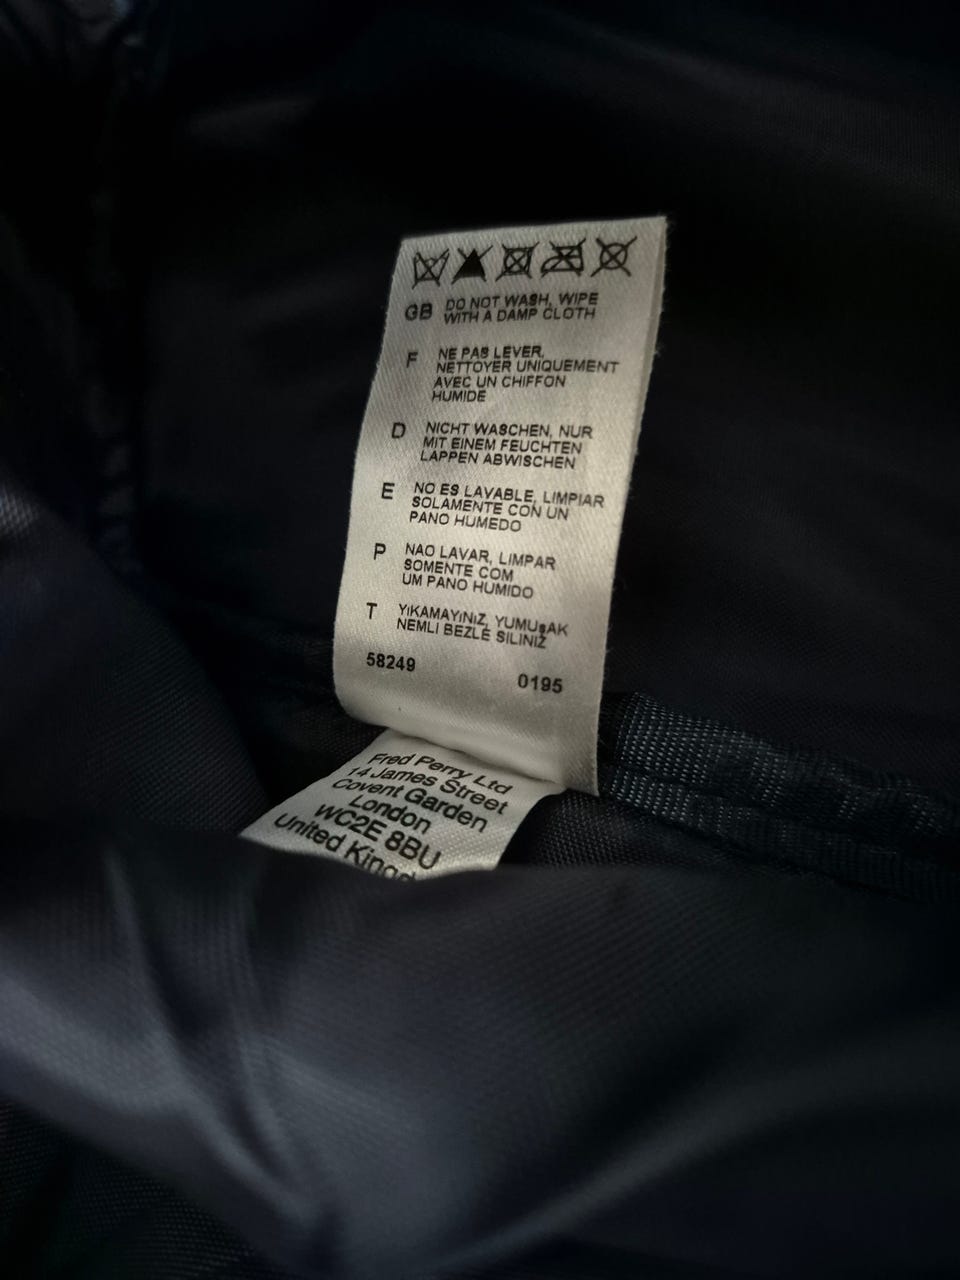 GB DO NOT WASH, WIPE
WITH A DAMP CLOTH
F NE PAS LEVER,
NETTOYER UNIQUEMENT
AVEC UN CHIFFON
HUMIDE
D NICHT WASCHEN, NUR
MIT EINEM FEUCHTEN
LAPPEN ABWISCHEN
E NO ES LAVABLE, LIMPIAR
SOLAMENTE CON UN
PANO HUMEDO
P NAO LAVAR, LIMPAR
SOMENTE COM
UM PANO HUMIDO
T YiKAMAYiNiZ, YUMUşAK
NEMLI BEZLE SILINIZ
58249 0195
Fred Perry Ltd
14 James Street
Covent Garden
London
WC2E 8BU
United Kingd